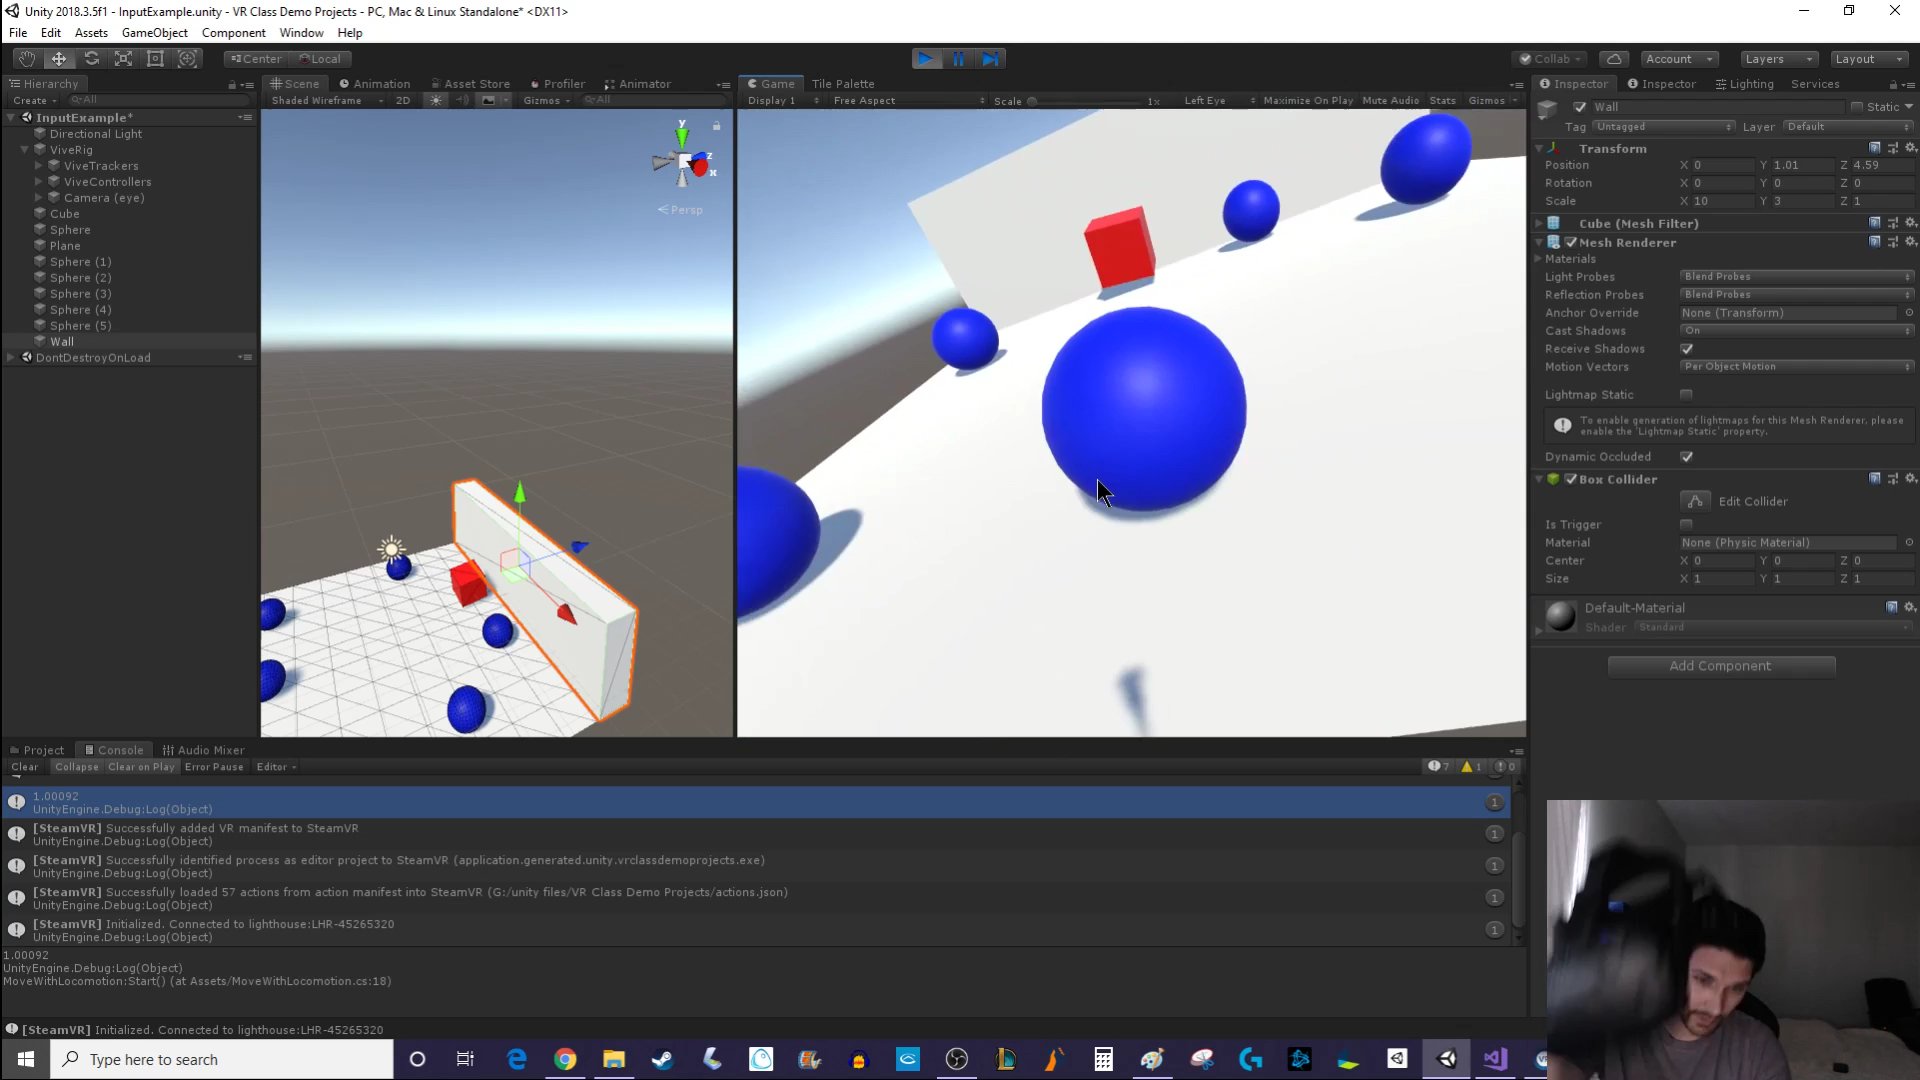 Unity 2018.3.5f1 - InputExample.unity - VR Class Demo Projects - PC, Mac & Linux Standalone* <DX11>
File Edit Assets GameObject Component Window Help
Center Local Collab Account Layers Layout
Hierarchy Scene Animation Asset Store Profiler Animator Game Tile Palette Inspector Inspector Lighting Services
Create All Shaded Wireframe 2D Gizmos All Display 1 Free Aspect Scale 1x Left Eye Maximize On Play Mute Audio Stats Gizmos
InputExample*
Directional Light
ViveRig
ViveTrackers
ViveControllers
Camera (eye)
Cube
Sphere
Plane
Sphere (1)
Sphere (2)
Sphere (3)
Sphere (4)
Sphere (5)
Wall
DontDestroyOnLoad
y
z
x
Persp
Wall Static
Tag Untagged Layer Default
Transform
Position X 0 Y 1.01 Z 4.59
Rotation X 0 Y 0 Z 0
Scale X 10 Y 3 Z 1
Cube (Mesh Filter)
Mesh Renderer
Materials
Light Probes Blend Probes
Reflection Probes Blend Probes
Anchor Override None (Transform)
Cast Shadows On
Receive Shadows
Motion Vectors Per Object Motion
Lightmap Static
To enable generation of lightmaps for this Mesh Renderer, please
enable the 'Lightmap Static' property.
Dynamic Occluded
Box Collider
Edit Collider
Is Trigger
Material None (Physic Material)
Center X 0 Y 0 Z 0
Size X 1 Y 1 Z 1
Default-Material
Shader Standard
Add Component
Project Console Audio Mixer
Clear Collapse Clear on Play Error Pause Editor 7 1 0
1.00092 1
UnityEngine.Debug:Log(Object)
[SteamVR] Successfully added VR manifest to SteamVR 1
UnityEngine.Debug:Log(Object)
[SteamVR] Successfully identified process as editor project to SteamVR (application.generated.unity.vrclassdemoprojects.exe) 1
UnityEngine.Debug:Log(Object)
[SteamVR] Successfully loaded 57 actions from action manifest into SteamVR (G:/unity files/VR Class Demo Projects/actions.json) 1
UnityEngine.Debug:Log(Object)
[SteamVR] Initialized. Connected to lighthouse:LHR-45265320 1
UnityEngine.Debug:Log(Object)
1.00092
UnityEngine.Debug:Log(Object)
MoveWithLocomotion:Start() (at Assets/MoveWithLocomotion.cs:18)
[SteamVR] Initialized. Connected to lighthouse:LHR-45265320
Type here to search